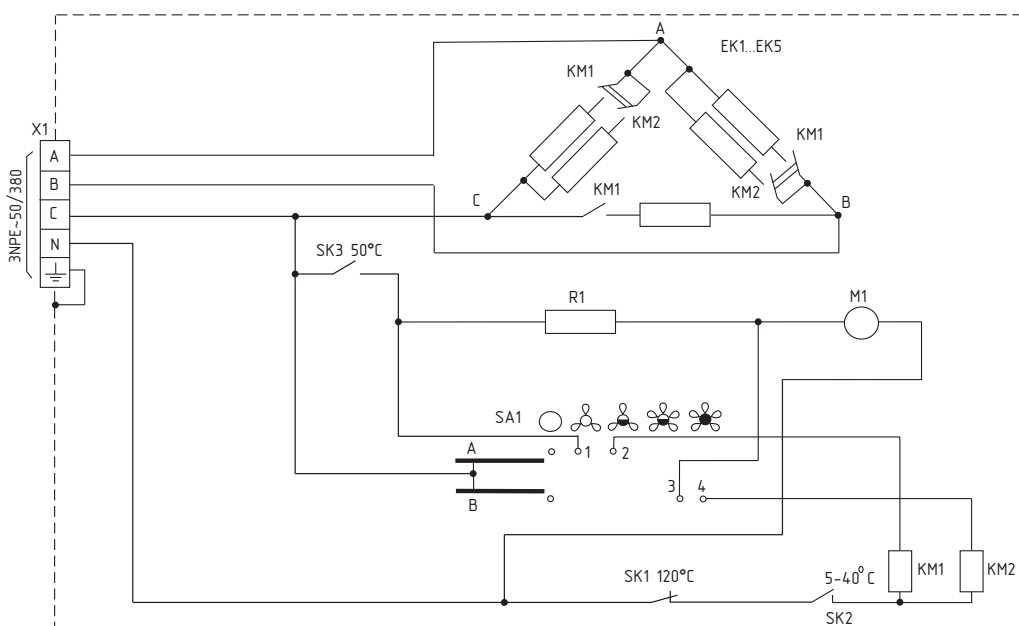 A
EK1...EK5
KM1
X1
KM2
KM1
A
3NPE~50/380
B
KM2
KM1
C
B
C
N
SK3 50°C
R1
M1
SA1
A
1
2
B
3
4
SK1 120°C
5-40°C
KM1
KM2
SK2